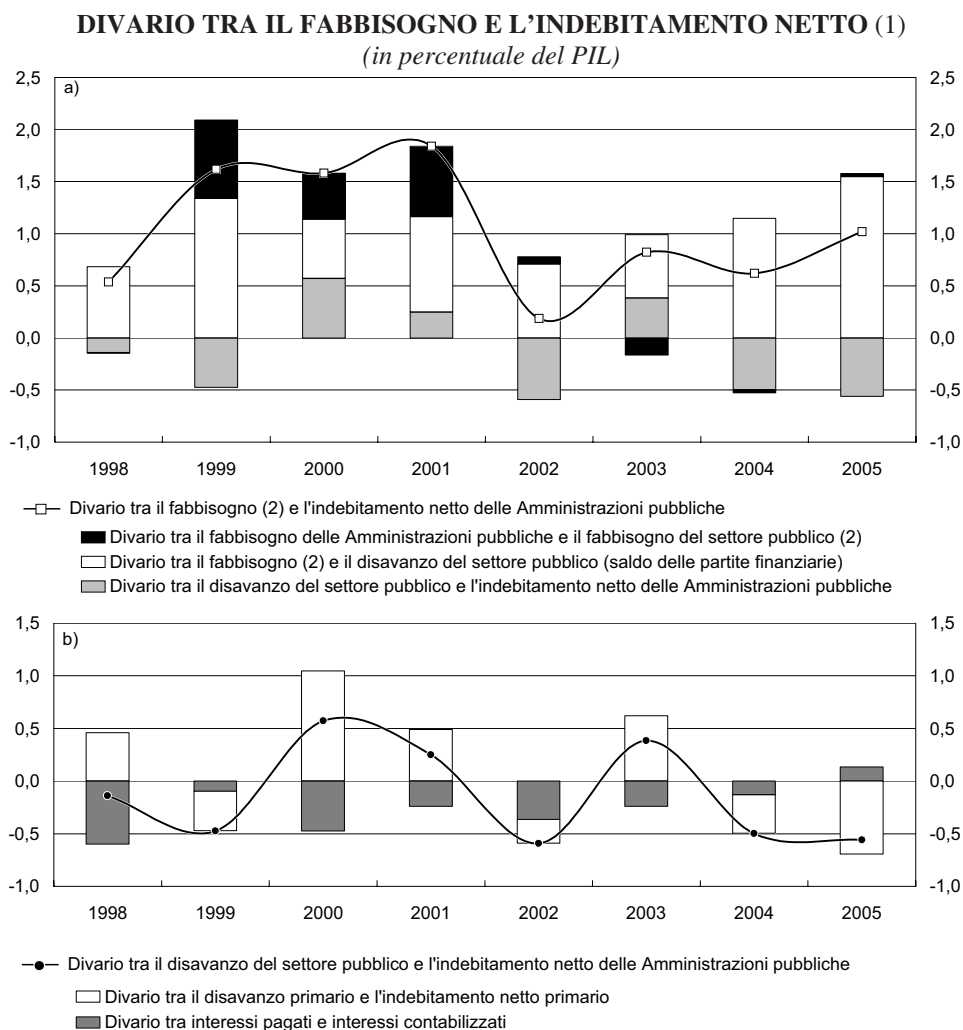 DIVARIO TRA IL FABBISOGNO E L'INDEBITAMENTO NETTO (1)
(in percentuale del PIL)
a)
2,5 2,5
2,0 2,0
1,5 1,5
1,0 1,0
0,5 0,5
0,0 0,0
-0,5 -0,5
-1,0 -1,0
1998 1999 2000 2001 2002 2003 2004 2005
Divario tra il fabbisogno (2) e l'indebitamento netto delle Amministrazioni pubbliche
Divario tra il fabbisogno delle Amministrazioni pubbliche e il fabbisogno del settore pubblico (2)
Divario tra il fabbisogno (2) e il disavanzo del settore pubblico (saldo delle partite finanziarie)
Divario tra il disavanzo del settore pubblico e l'indebitamento netto delle Amministrazioni pubbliche
b)
1,5 1,5
1,0 1,0
0,5 0,5
0,0 0,0
-0,5 -0,5
-1,0 -1,0
1998 1999 2000 2001 2002 2003 2004 2005
Divario tra il disavanzo del settore pubblico e l'indebitamento netto delle Amministrazioni pubbliche
Divario tra il disavanzo primario e l'indebitamento netto primario
Divario tra interessi pagati e interessi contabilizzati